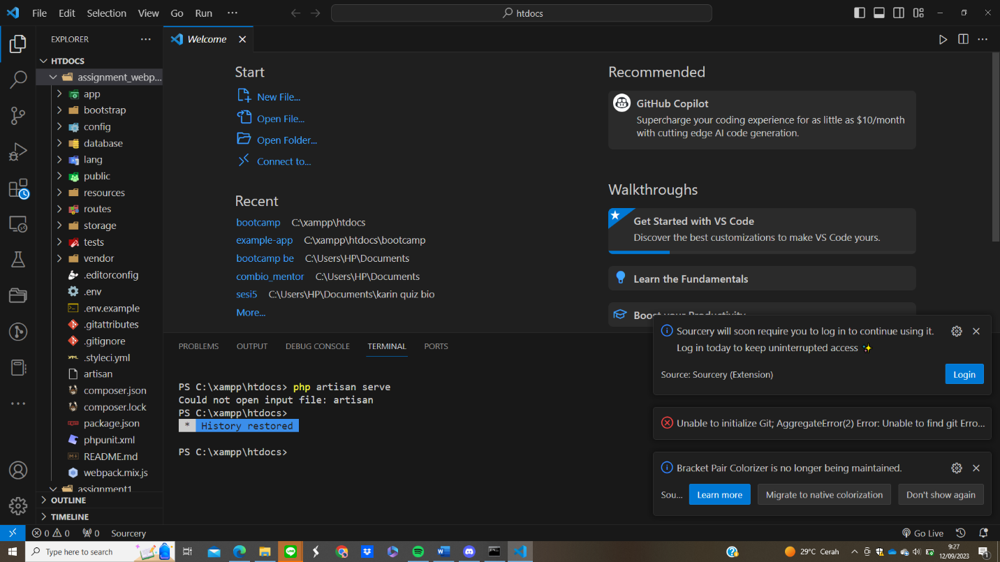 File Edit Selection View Go Run ···
htdocs
EXPLORER
HTDOCS
assignment_webp...
app
bootstrap
config
database
lang
public
resources
routes
storage
tests
vendor
.editorconfig
.env
.env.example
.gitattributes
.gitignore
.styleci.yml
artisan
composer.json
composer.lock
package.json
phpunit.xml
README.md
webpack.mix.js
assignment1
OUTLINE
TIMELINE
Welcome
Start
New File...
Open File...
Open Folder...
Connect to...
Recent
bootcamp C:\xampp\htdocs
example-app C:\xampp\htdocs\bootcamp
bootcamp be C:\Users\HP\Documents
combio_mentor C:\Users\HP\Documents
sesi5 C:\Users\HP\Documents\karin quiz bio
More...
Recommended
GitHub Copilot
Supercharge your coding experience for as little as $10/month
with cutting edge AI code generation.
Walkthroughs
Get Started with VS Code
Discover the best customizations to make VS Code yours.
Learn the Fundamentals
Boost your Productivity
PROBLEMS OUTPUT DEBUG CONSOLE TERMINAL PORTS
PS C:\xampp\htdocs> php artisan serve
Could not open input file: artisan
PS C:\xampp\htdocs>
* History restored
PS C:\xampp\htdocs>
Sourcery will soon require you to log in to continue using it.
Log in today to keep uninterrupted access ✨
Source: Sourcery (Extension)
Login
Unable to initialize Git; AggregateError(2) Error: Unable to find git Erro...
Bracket Pair Colorizer is no longer being maintained.
Sou... Learn more Migrate to native colorization Don't show again
0 0 0 Sourcery
Go Live
Type here to search
29°C Cerah
9:27
12/09/2023
1